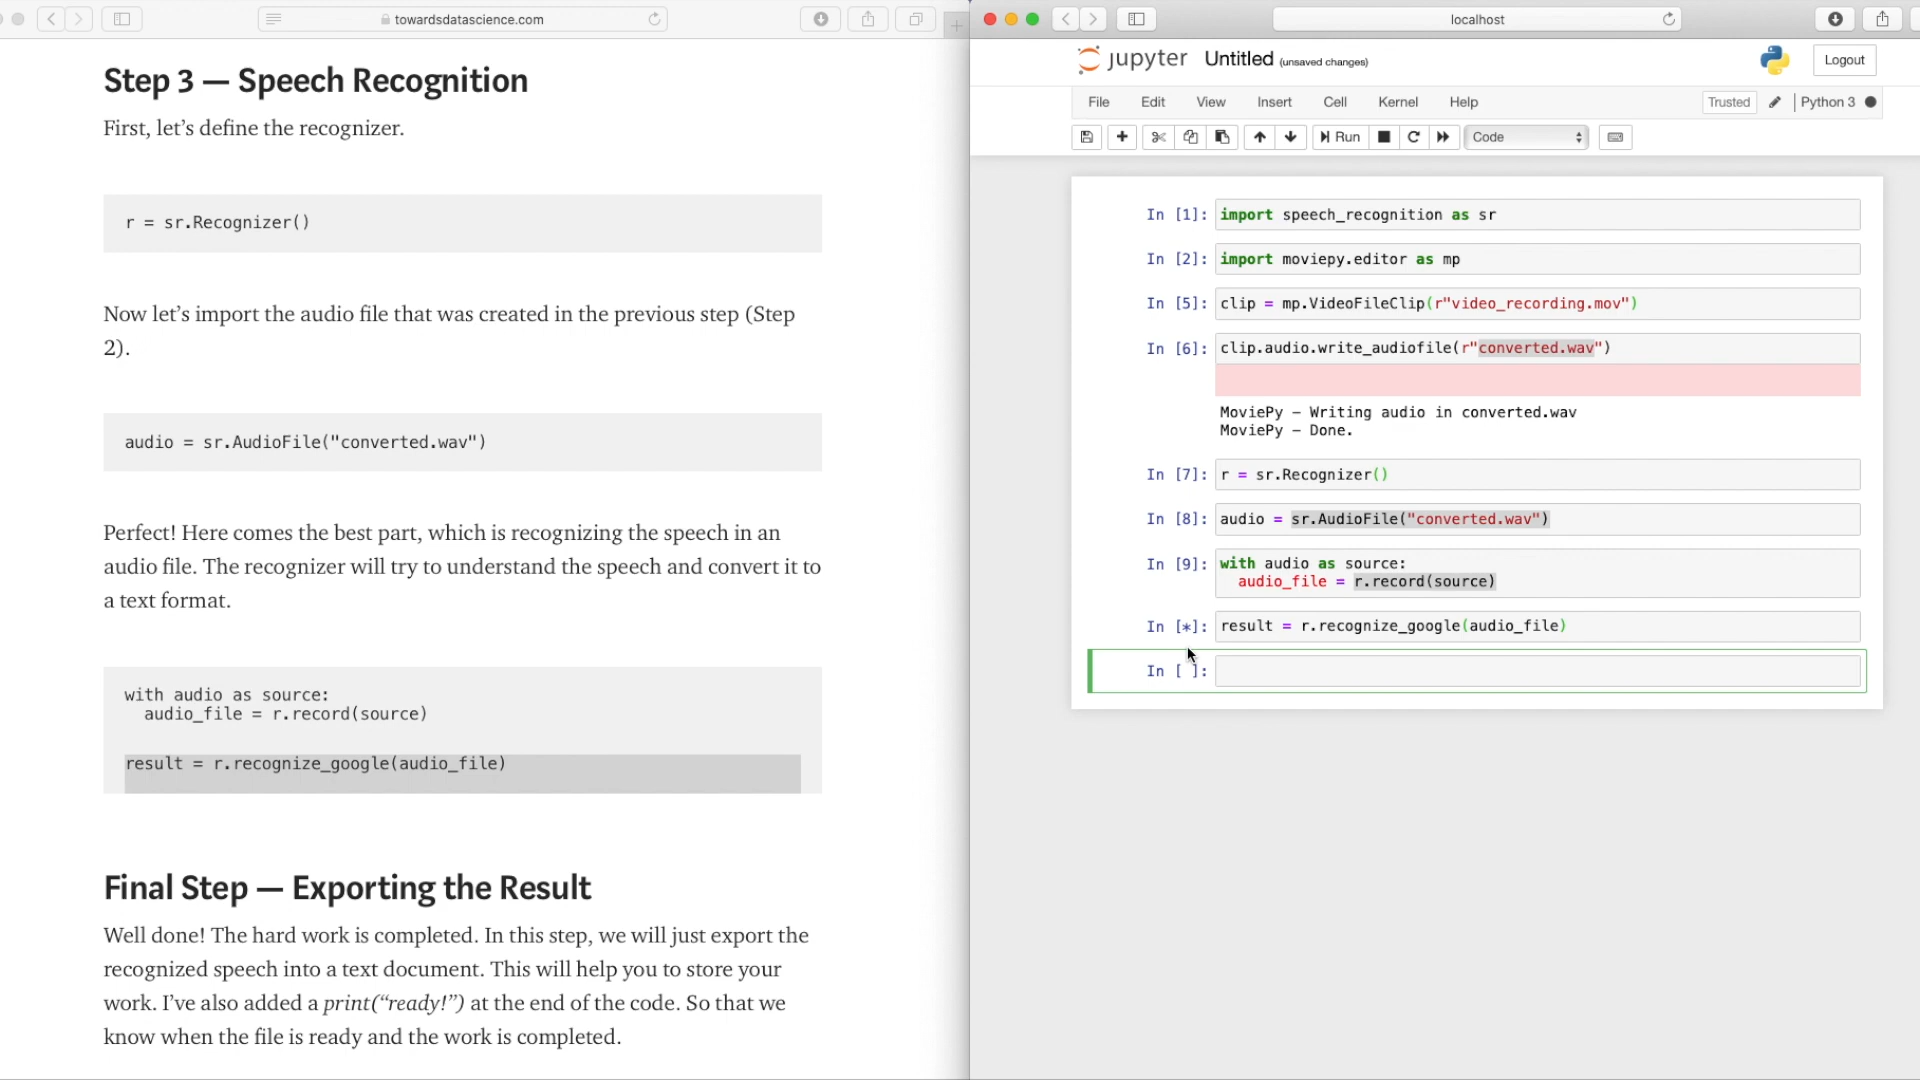 towardsdatascience.com
Step 3 — Speech Recognition
First, let’s define the recognizer.
r = sr.Recognizer()
Now let’s import the audio file that was created in the previous step (Step
2).
audio = sr.AudioFile("converted.wav")
Perfect! Here comes the best part, which is recognizing the speech in an
audio file. The recognizer will try to understand the speech and convert it to
a text format.
with audio as source:
  audio_file = r.record(source)
result = r.recognize_google(audio_file)
Final Step — Exporting the Result
Well done! The hard work is completed. In this step, we will just export the
recognized speech into a text document. This will help you to store your
work. I’ve also added a print(“ready!”) at the end of the code. So that we
know when the file is ready and the work is completed.
localhost
jupyter Untitled (unsaved changes)
Logout
File Edit View Insert Cell Kernel Help Trusted Python 3
Run Code
In [1]: import speech_recognition as sr
In [2]: import moviepy.editor as mp
In [5]: clip = mp.VideoFileClip(r"video_recording.mov")
In [6]: clip.audio.write_audiofile(r"converted.wav")
MoviePy - Writing audio in converted.wav
MoviePy - Done.
In [7]: r = sr.Recognizer()
In [8]: audio = sr.AudioFile("converted.wav")
In [9]: with audio as source:
  audio_file = r.record(source)
In [*]: result = r.recognize_google(audio_file)
In [ ]: